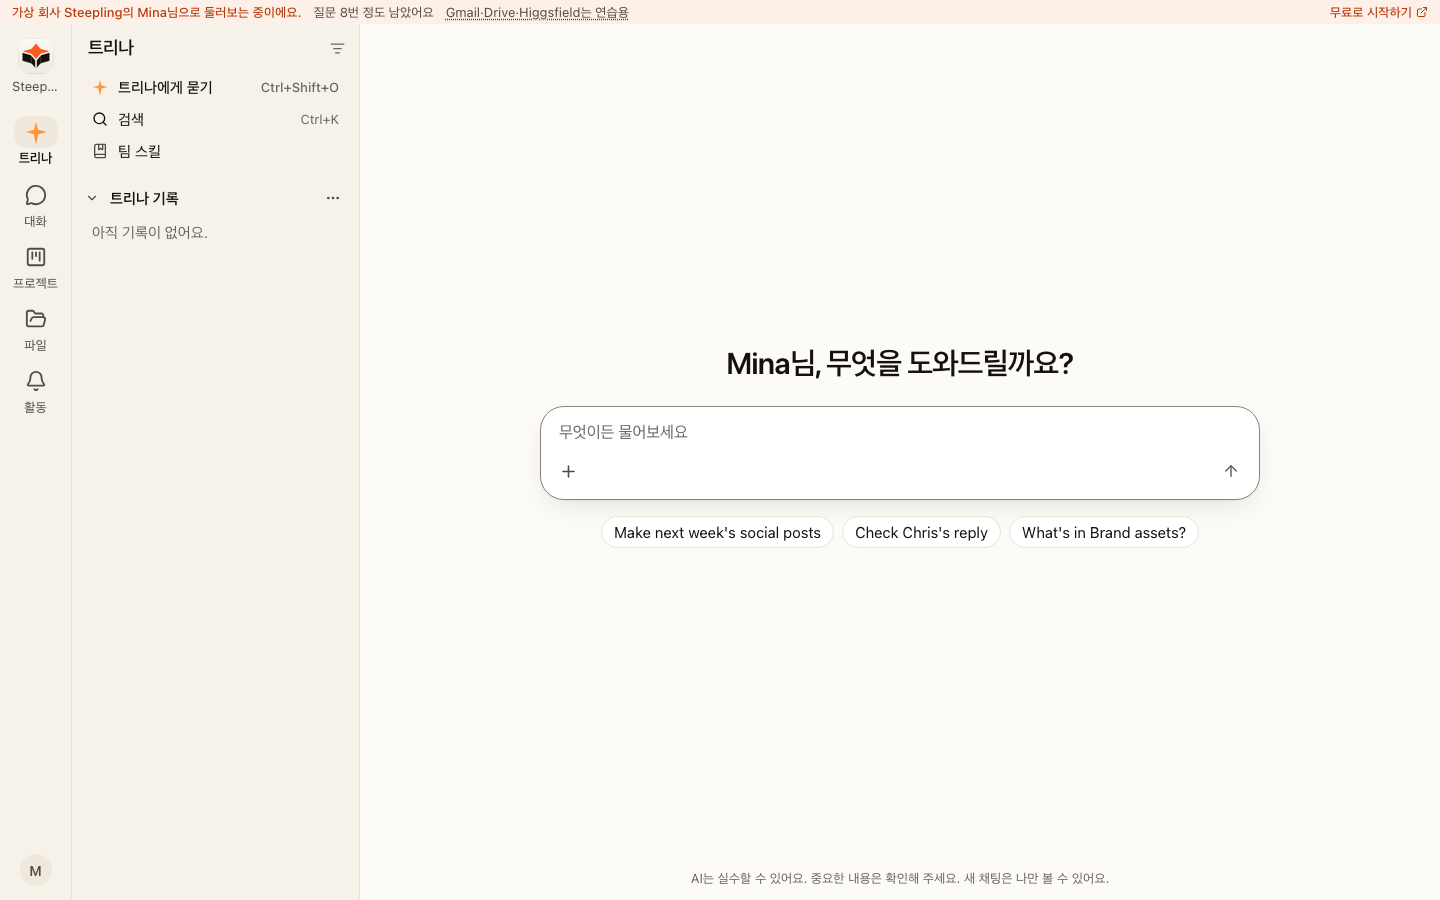 가상 회사 Steepling의 Mina님으로 둘러보는 중이에요. 질문 8번 정도 남았어요 Gmail·Drive·Higgsfield는 연습용 무료로 시작하기
Steep...
트리나
대화
프로젝트
파일
활동
M
트리나
트리나에게 묻기 Ctrl+Shift+O
검색 Ctrl+K
팀 스킬
트리나 기록
아직 기록이 없어요.
Mina님, 무엇을 도와드릴까요?
무엇이든 물어보세요
Make next week's social posts Check Chris's reply What's in Brand assets?
AI는 실수할 수 있어요. 중요한 내용은 확인해 주세요. 새 채팅은 나만 볼 수 있어요.